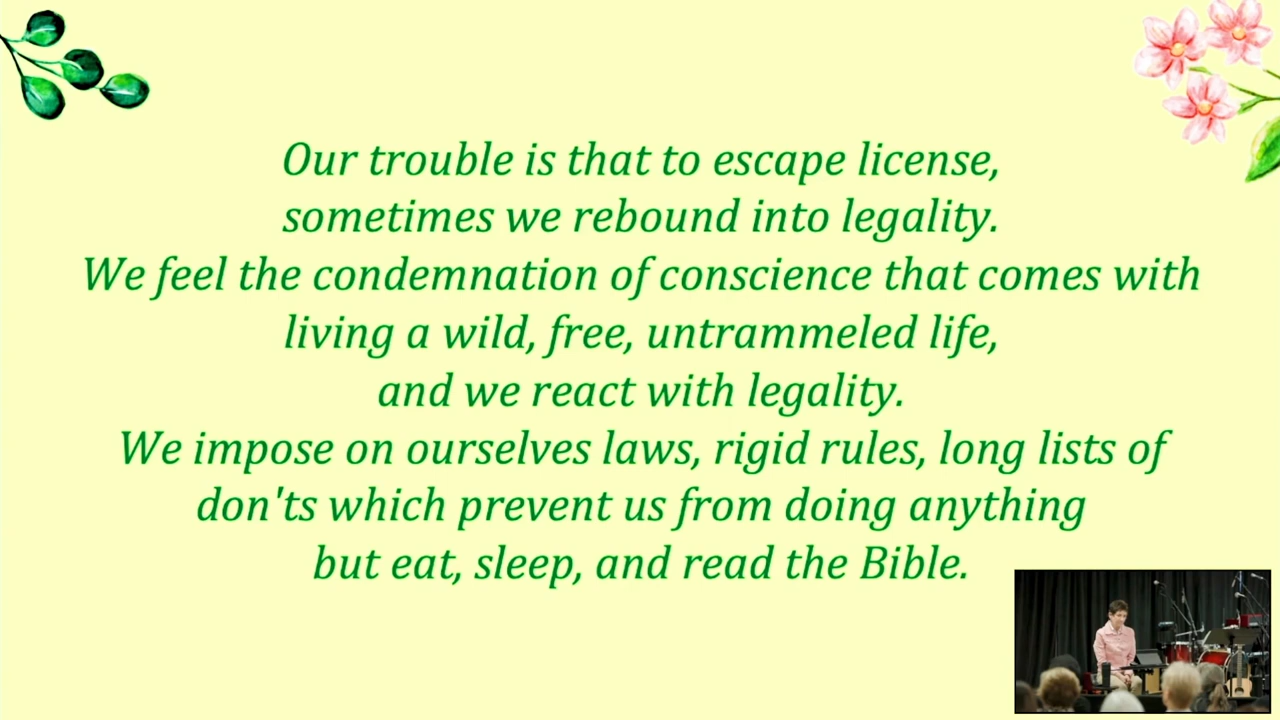 Our trouble is that to escape license,
sometimes we rebound into legality.
We feel the condemnation of conscience that comes with
living a wild, free, untrammeled life,
and we react with legality.
We impose on ourselves laws, rigid rules, long lists of
don'ts which prevent us from doing anything
but eat, sleep, and read the Bible.